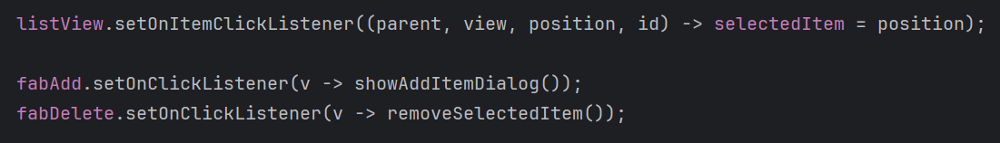 listView.setOnItemClickListener((parent, view, position, id) -> selectedItem = position);
fabAdd.setOnClickListener(v -> showAddItemDialog());
fabDelete.setOnClickListener(v -> removeSelectedItem());